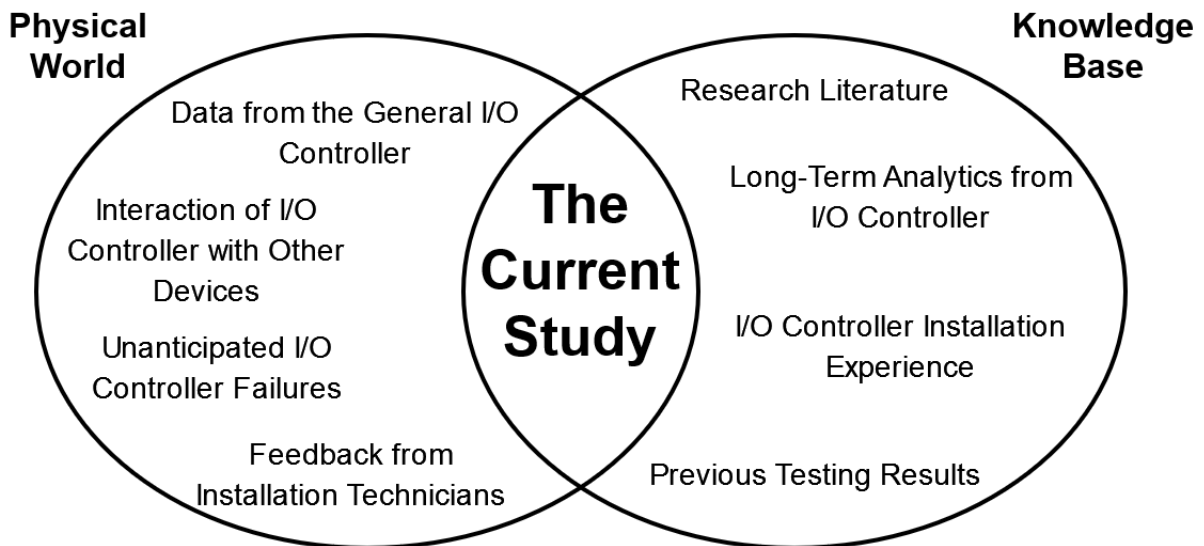 Physical
World
Knowledge
Base
Data from the General I/O
Controller
Interaction of I/O
Controller with Other
Devices
Unanticipated I/O
Controller Failures
Feedback from
Installation Technicians
The
Current
Study
Research Literature
Long-Term Analytics from
I/O Controller
I/O Controller Installation
Experience
Previous Testing Results